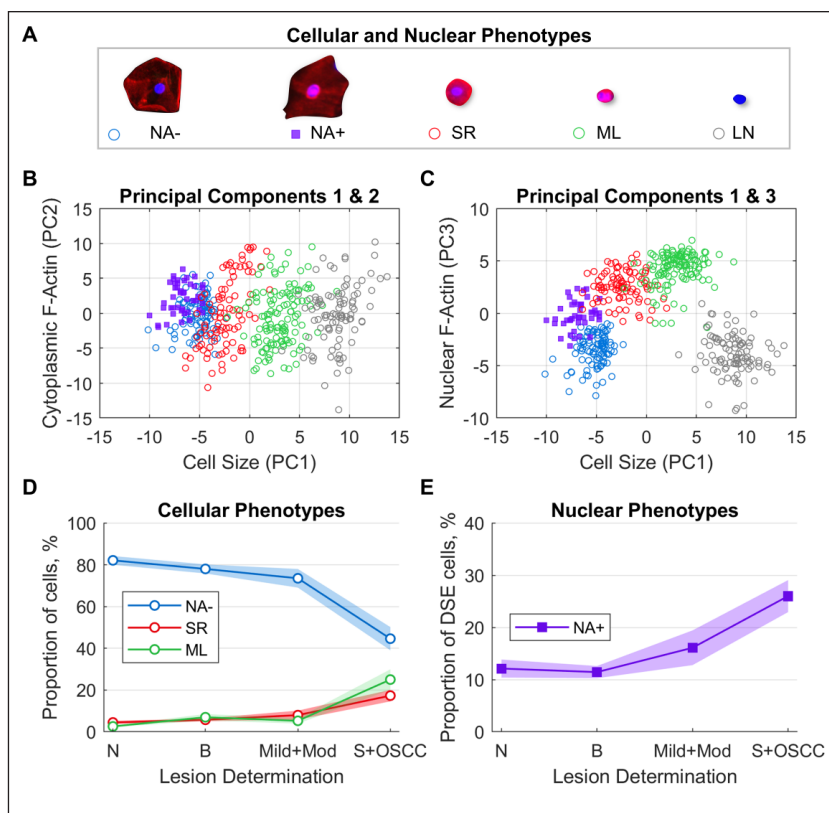 A
Cellular and Nuclear Phenotypes
NA-
NA+
SR
ML
LN
B
Principal Components 1 & 2
Cytoplasmic F-Actin (PC2)
15
10
5
0
-5
-10
-15
-15 -10 -5 0 5 10 15
Cell Size (PC1)
C
Principal Components 1 & 3
Nuclear F-Actin (PC3)
10
5
0
-5
-10
-15 -10 -5 0 5 10 15
Cell Size (PC1)
D
Cellular Phenotypes
Proportion of cells, %
100
80
60
40
20
0
NA-
SR
ML
N B Mild+Mod S+OSCC
Lesion Determination
E
Nuclear Phenotypes
Proportion of DSE cells, %
40
30
20
10
0
NA+
N B Mild+Mod S+OSCC
Lesion Determination